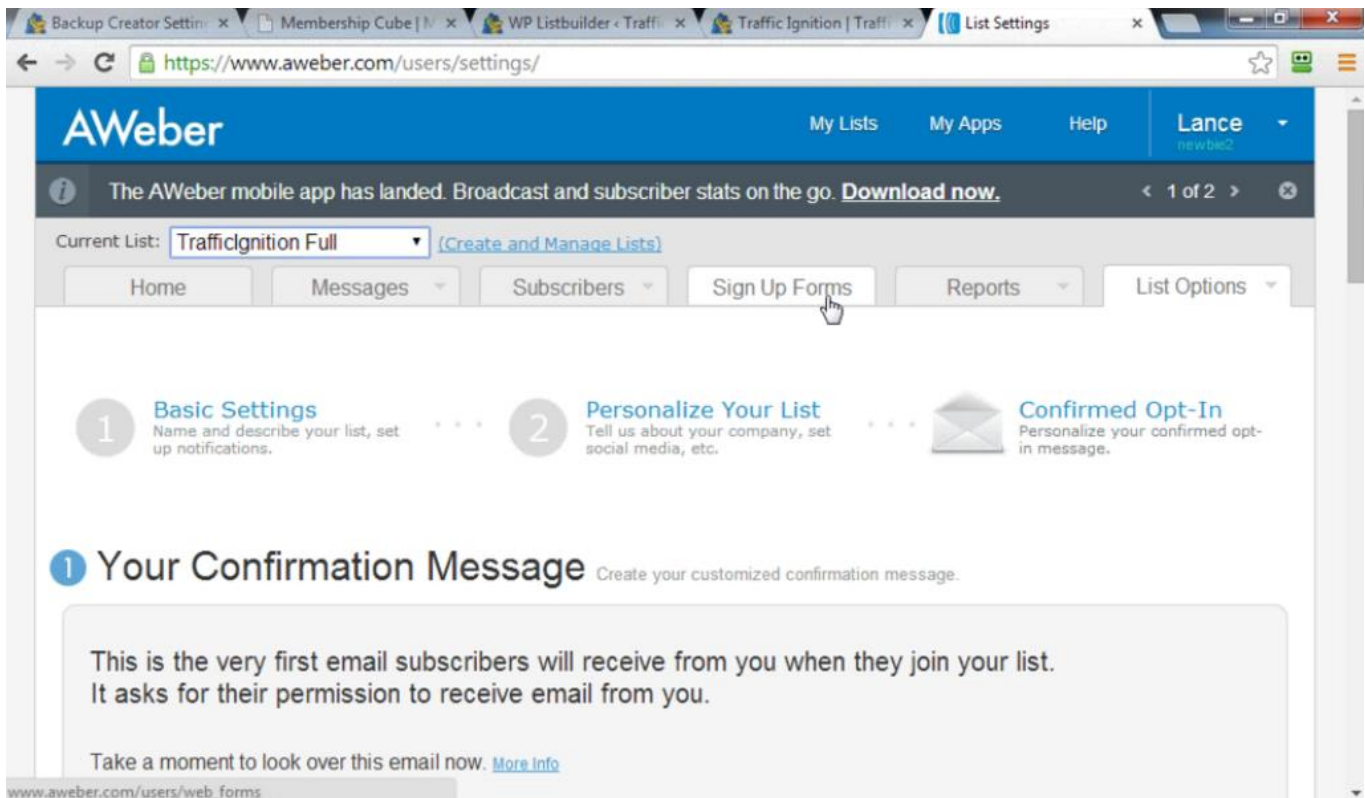 Backup Creator Settin
Membership Cube | M
WP Listbuilder ‹ Traffi
Traffic Ignition | Traffi
List Settings
https://www.aweber.com/users/settings/
AWeber
My Lists
My Apps
Help
Lance
newbie2
The AWeber mobile app has landed. Broadcast and subscriber stats on the go. Download now.
‹ 1 of 2 ›
Current List: TrafficIgnition Full (Create and Manage Lists)
Home
Messages
Subscribers
Sign Up Forms
Reports
List Options
1
Basic Settings
Name and describe your list, set
up notifications.
2
Personalize Your List
Tell us about your company, set
social media, etc.
Confirmed Opt-In
Personalize your confirmed opt-
in message.
1 Your Confirmation Message Create your customized confirmation message.
This is the very first email subscribers will receive from you when they join your list.
It asks for their permission to receive email from you.
Take a moment to look over this email now. More Info
www.aweber.com/users/web_forms